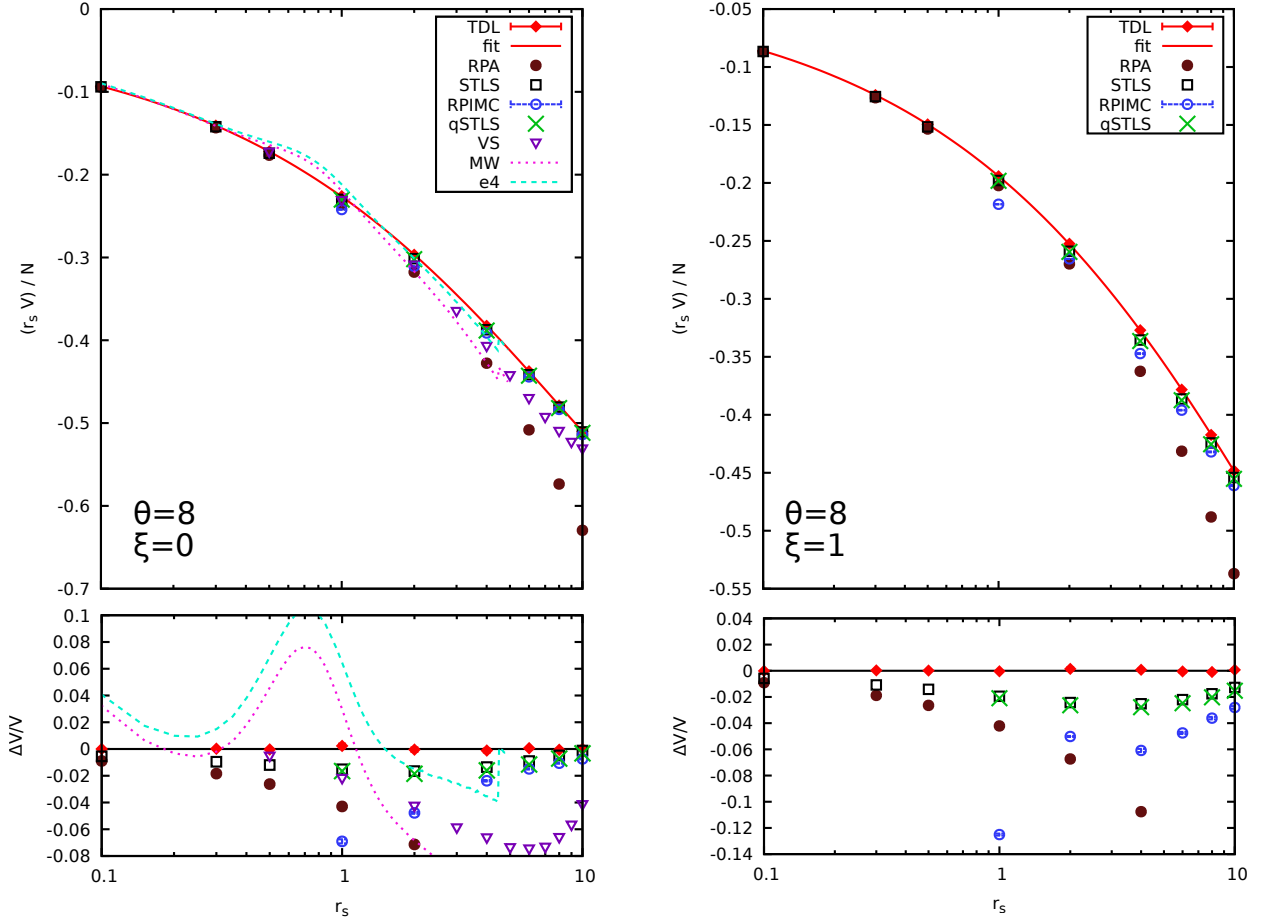 0
-0.1
-0.2
-0.3
-0.4
-0.5
-0.6
-0.7
(r_s V) / N
TDL
fit
RPA
STLS
RPIMC
qSTLS
VS
MW
e4
θ=8
ξ=0
0.1
0.08
0.06
0.04
0.02
0
-0.02
-0.04
-0.06
-0.08
ΔV/V
0.1
1
10
r_s
-0.05
-0.1
-0.15
-0.2
-0.25
-0.3
-0.35
-0.4
-0.45
-0.5
-0.55
(r_s V) / N
TDL
fit
RPA
STLS
RPIMC
qSTLS
θ=8
ξ=1
0.04
0.02
0
-0.02
-0.04
-0.06
-0.08
-0.1
-0.12
-0.14
ΔV/V
0.1
1
10
r_s